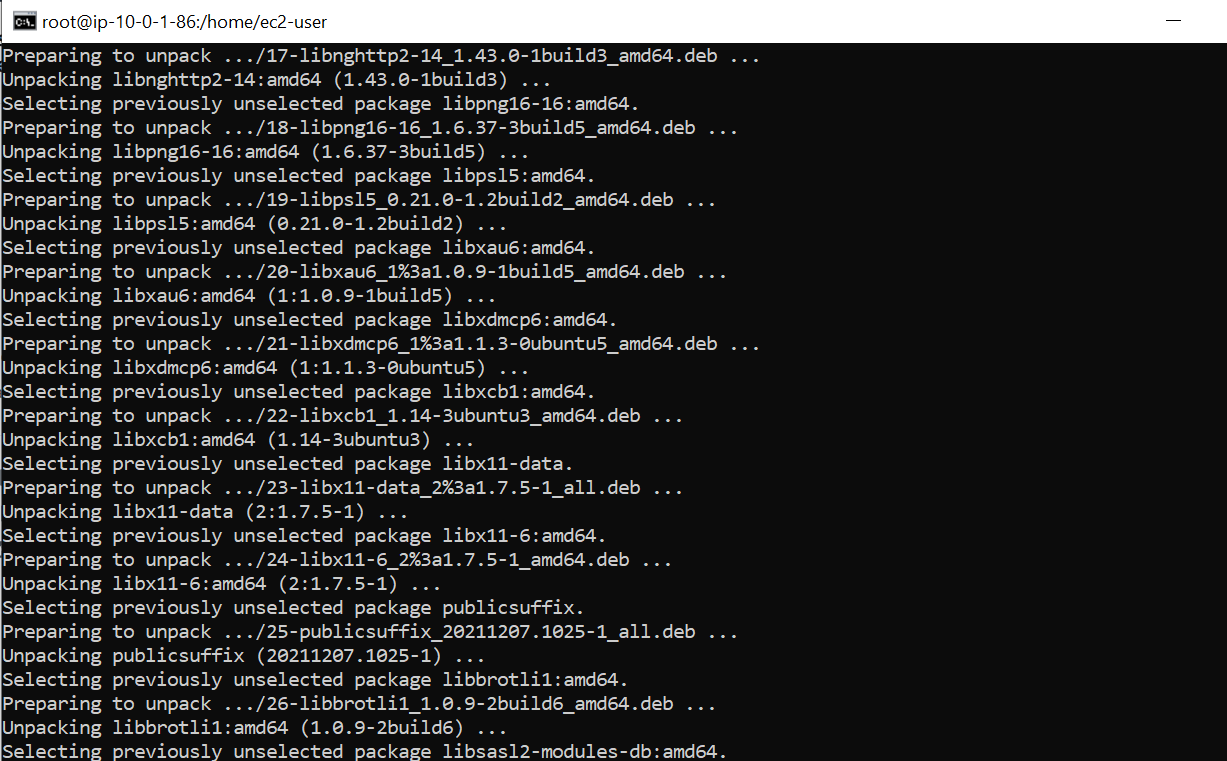 root@ip-10-0-1-86:/home/ec2-user
Preparing to unpack .../17-libnghttp2-14_1.43.0-1build3_amd64.deb ...
Unpacking libnghttp2-14:amd64 (1.43.0-1build3) ...
Selecting previously unselected package libpng16-16:amd64.
Preparing to unpack .../18-libpng16-16_1.6.37-3build5_amd64.deb ...
Unpacking libpng16-16:amd64 (1.6.37-3build5) ...
Selecting previously unselected package libpsl5:amd64.
Preparing to unpack .../19-libpsl5_0.21.0-1.2build2_amd64.deb ...
Unpacking libpsl5:amd64 (0.21.0-1.2build2) ...
Selecting previously unselected package libxau6:amd64.
Preparing to unpack .../20-libxau6_1%3a1.0.9-1build5_amd64.deb ...
Unpacking libxau6:amd64 (1:1.0.9-1build5) ...
Selecting previously unselected package libxdmcp6:amd64.
Preparing to unpack .../21-libxdmcp6_1%3a1.1.3-0ubuntu5_amd64.deb ...
Unpacking libxdmcp6:amd64 (1:1.1.3-0ubuntu5) ...
Selecting previously unselected package libxcb1:amd64.
Preparing to unpack .../22-libxcb1_1.14-3ubuntu3_amd64.deb ...
Unpacking libxcb1:amd64 (1.14-3ubuntu3) ...
Selecting previously unselected package libx11-data.
Preparing to unpack .../23-libx11-data_2%3a1.7.5-1_all.deb ...
Unpacking libx11-data (2:1.7.5-1) ...
Selecting previously unselected package libx11-6:amd64.
Preparing to unpack .../24-libx11-6_2%3a1.7.5-1_amd64.deb ...
Unpacking libx11-6:amd64 (2:1.7.5-1) ...
Selecting previously unselected package publicsuffix.
Preparing to unpack .../25-publicsuffix_20211207.1025-1_all.deb ...
Unpacking publicsuffix (20211207.1025-1) ...
Selecting previously unselected package libbrotli1:amd64.
Preparing to unpack .../26-libbrotli1_1.0.9-2build6_amd64.deb ...
Unpacking libbrotli1:amd64 (1.0.9-2build6) ...
Selecting previously unselected package libsasl2-modules-db:amd64.